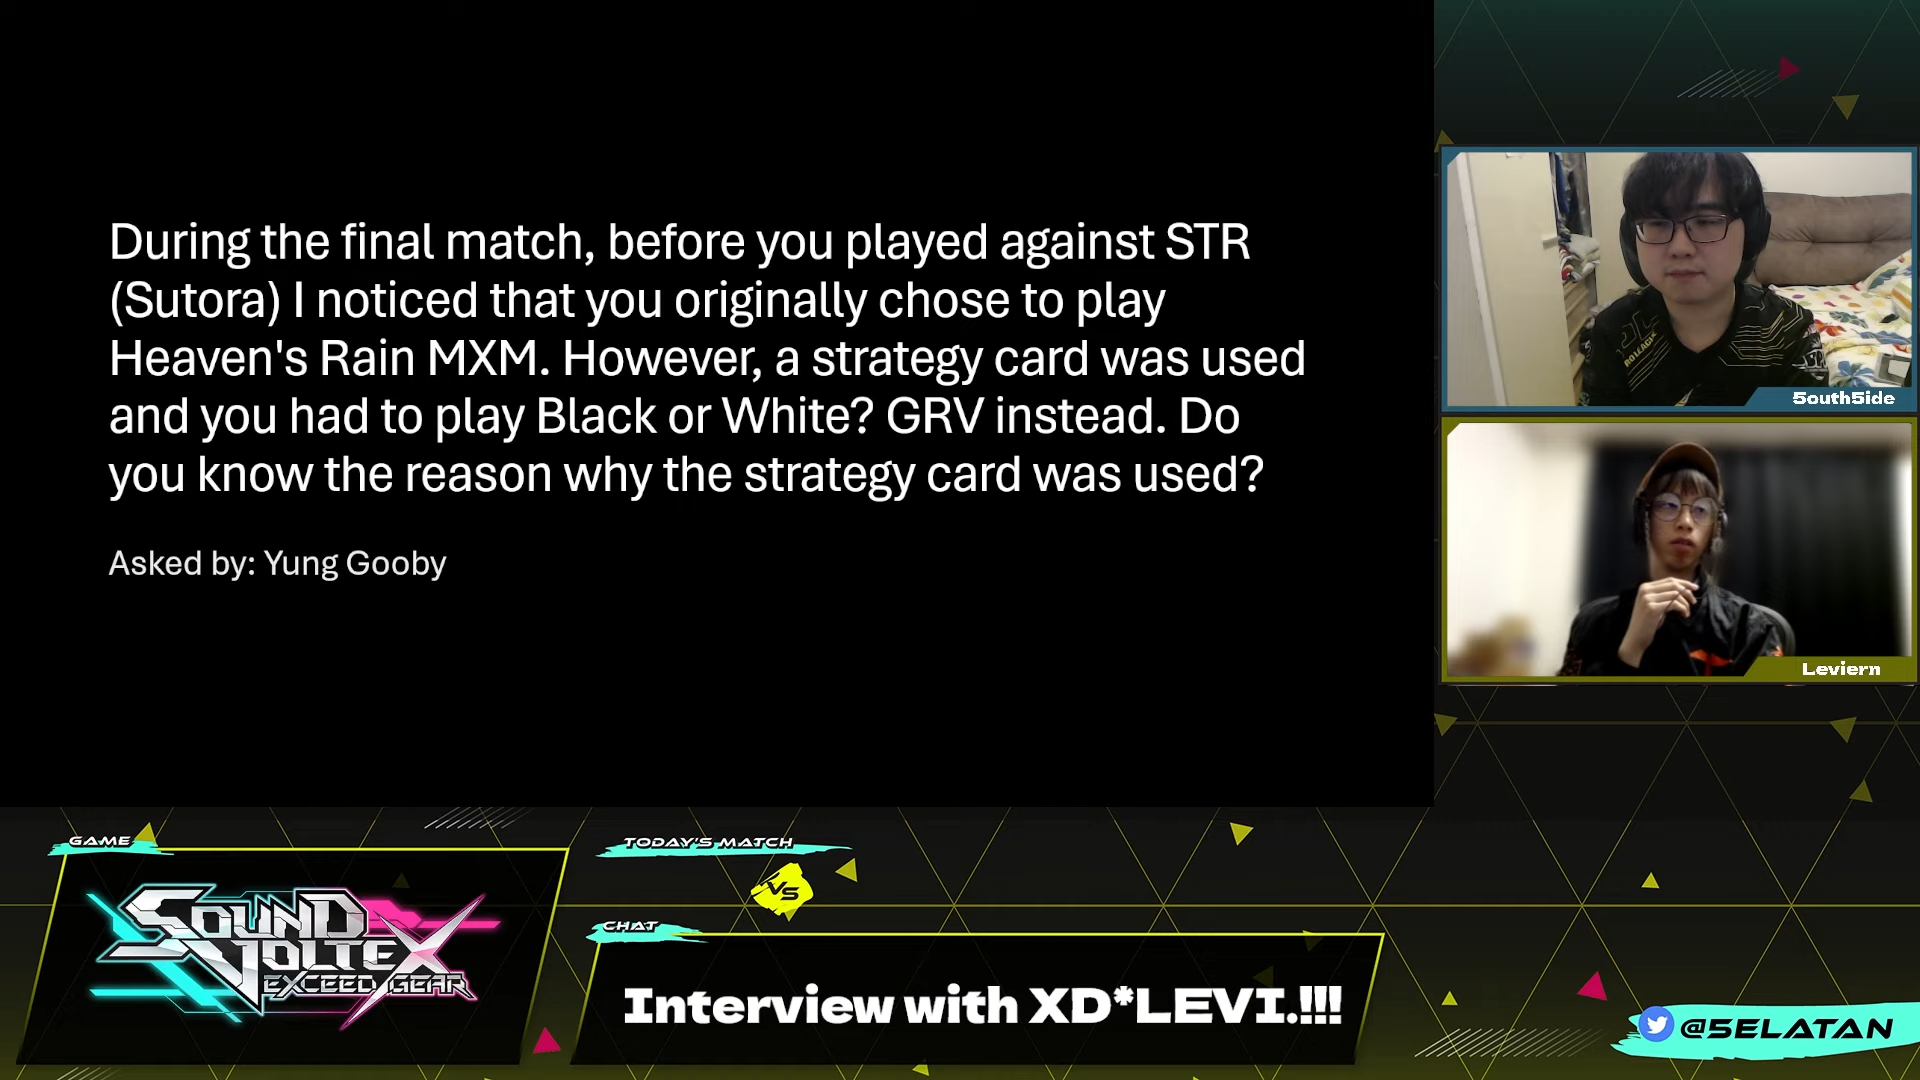 During the final match, before you played against STR
(Sutora) I noticed that you originally chose to play
Heaven's Rain MXM. However, a strategy card was used
and you had to play Black or White? GRV instead. Do
you know the reason why the strategy card was used?
Asked by: Yung Gooby
5outh5ide
Leviern
GAME
SOUND
VOLTEX
EXCEED GEAR
TODAY'S MATCH
VS
CHAT
Interview with XD*LEVI.!!!
@5ELATAN